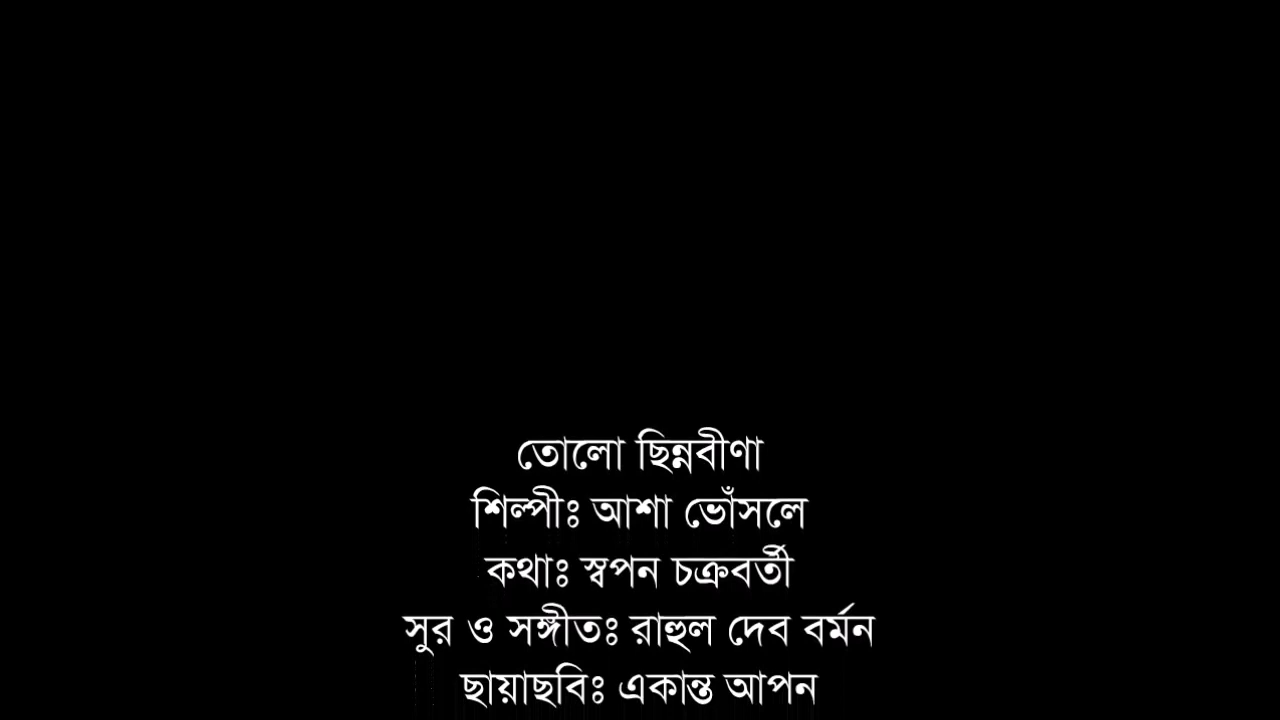 তোলো ছিন্নবীণা
শিল্পীঃ আশা ভোঁসলে
কথাঃ স্বপন চক্রবর্তী
সুর ও সঙ্গীতঃ রাহুল দেব বর্মন
ছায়াছবিঃ একান্ত আপন